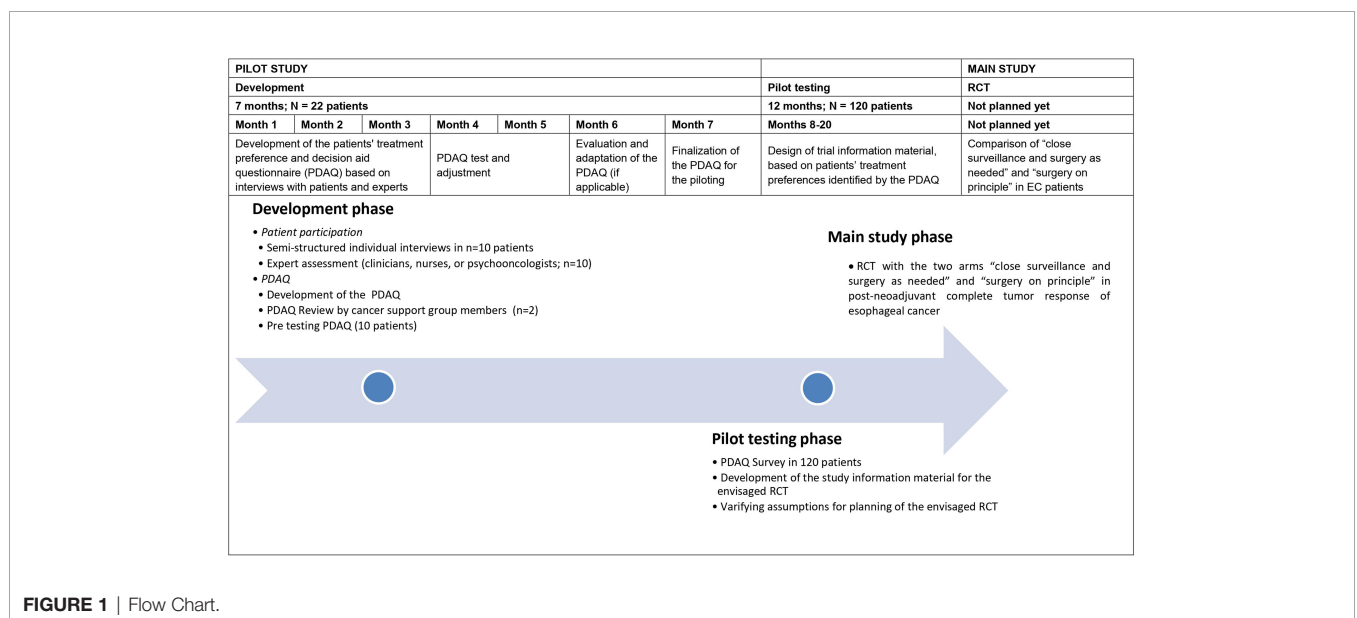 PILOT STUDY
MAIN STUDY
Development
Pilot testing
RCT
7 months; N = 22 patients
12 months; N = 120 patients
Not planned yet
Month 1
Month 2
Month 3
Month 4
Month 5
Month 6
Month 7
Months 8-20
Not planned yet
Development of the patients' treatment
preference and decision aid
questionnaire (PDAQ) based on
interviews with patients and experts
PDAQ test and
adjustment
Evaluation and
adaptation of the
PDAQ (if
applicable)
Finalization of
the PDAQ for
the piloting
Design of trial information material,
based on patients' treatment
preferences identified by the PDAQ
Comparison of "close
surveillance and surgery as
needed" and "surgery on
principle" in EC patients
Development phase
• Patient participation
• Semi-structured individual interviews in n=10 patients
• Expert assessment (clinicians, nurses, or psychooncologists; n=10)
• PDAQ
• Development of the PDAQ
• PDAQ Review by cancer support group members (n=2)
• Pre testing PDAQ (10 patients)
Main study phase
• RCT with the two arms "close surveillance and
surgery as needed" and "surgery on principle" in
post-neoadjuvant complete tumor response of
esophageal cancer
Pilot testing phase
• PDAQ Survey in 120 patients
• Development of the study information material for the
envisaged RCT
• Varifying assumptions for planning of the envisaged RCT
FIGURE 1 | Flow Chart.